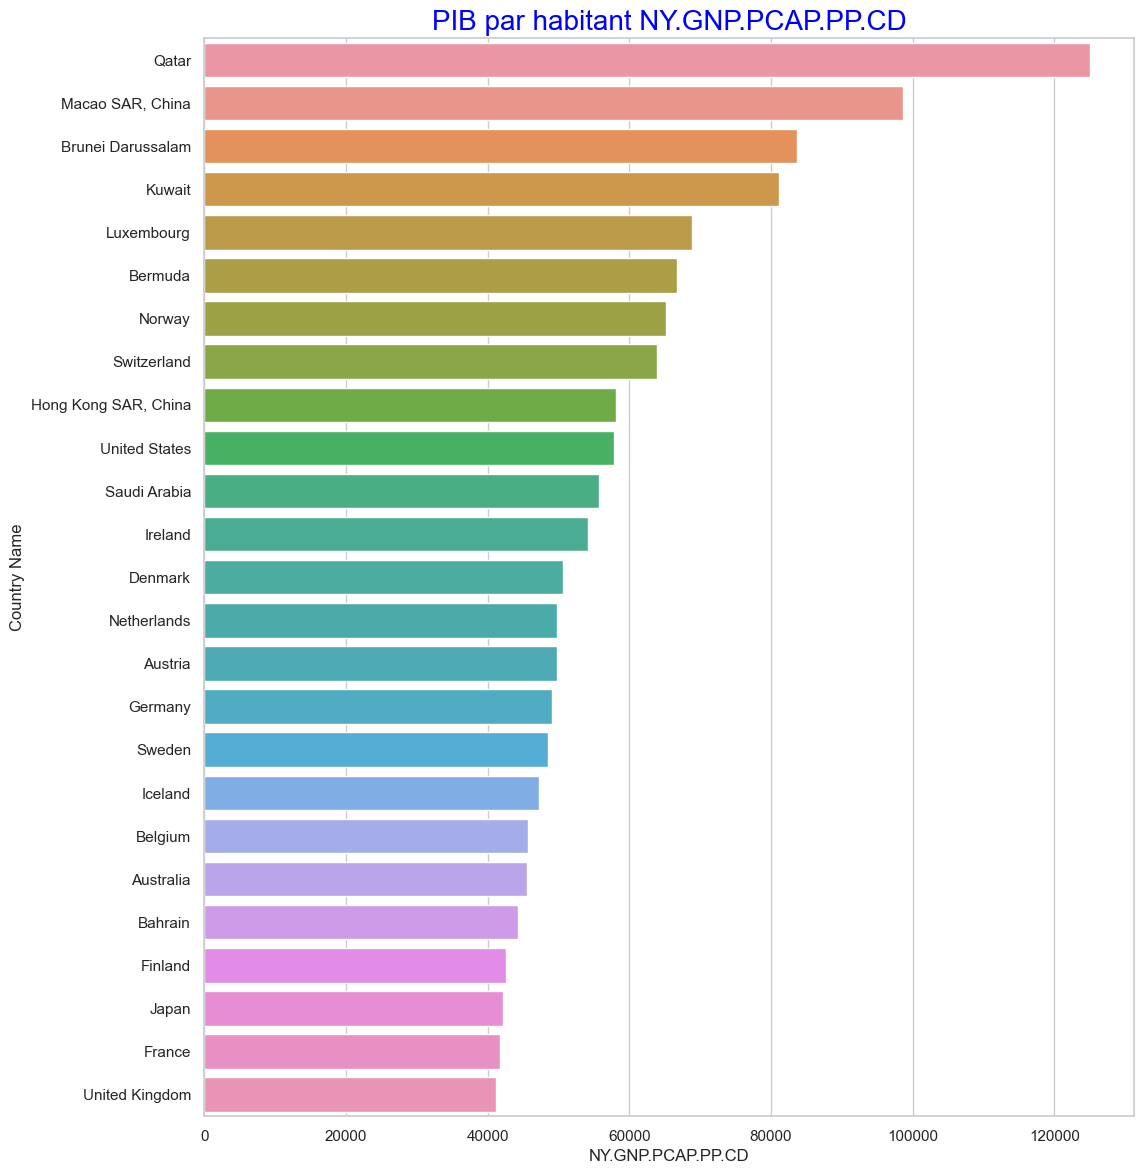 PIB par habitant NY.GNP.PCAP.PP.CD
Country Name
Qatar
Macao SAR, China
Brunei Darussalam
Kuwait
Luxembourg
Bermuda
Norway
Switzerland
Hong Kong SAR, China
United States
Saudi Arabia
Ireland
Denmark
Netherlands
Austria
Germany
Sweden
Iceland
Belgium
Australia
Bahrain
Finland
Japan
France
United Kingdom
0 20000 40000 60000 80000 100000 120000
NY.GNP.PCAP.PP.CD